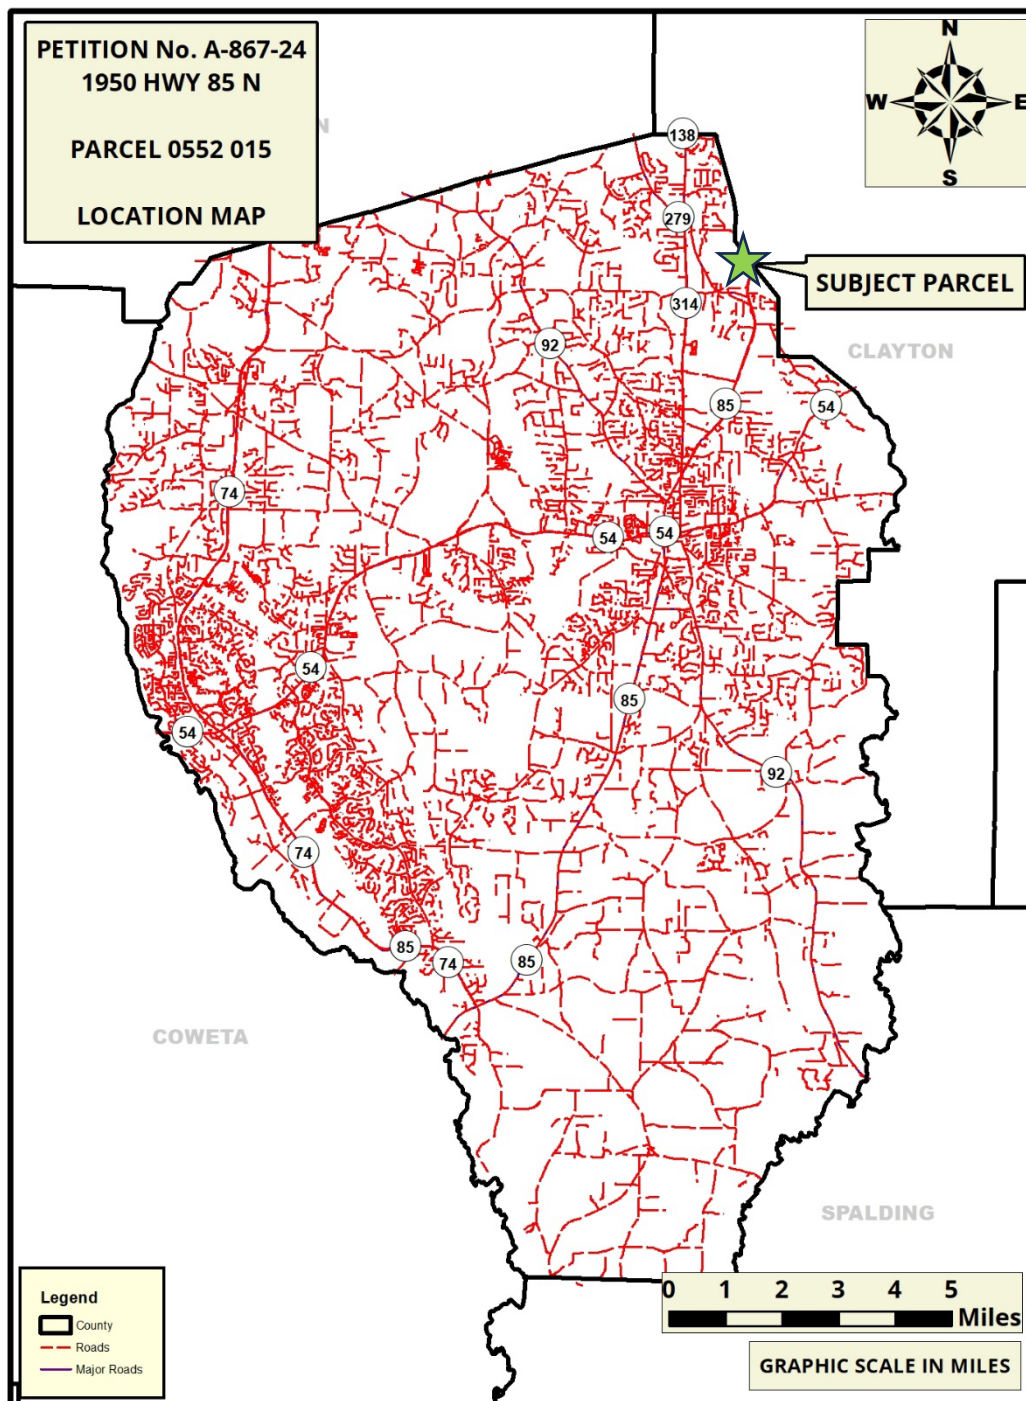 PETITION No. A-867-24
1950 HWY 85 N
PARCEL 0552 015
LOCATION MAP
N
W
E
S
N
138
279
SUBJECT PARCEL
314
92
CLAYTON
85
54
74
54
54
54
85
54
92
74
85
74
85
COWETA
SPALDING
0 1 2 3 4 5
Miles
GRAPHIC SCALE IN MILES
Legend
County
Roads
Major Roads